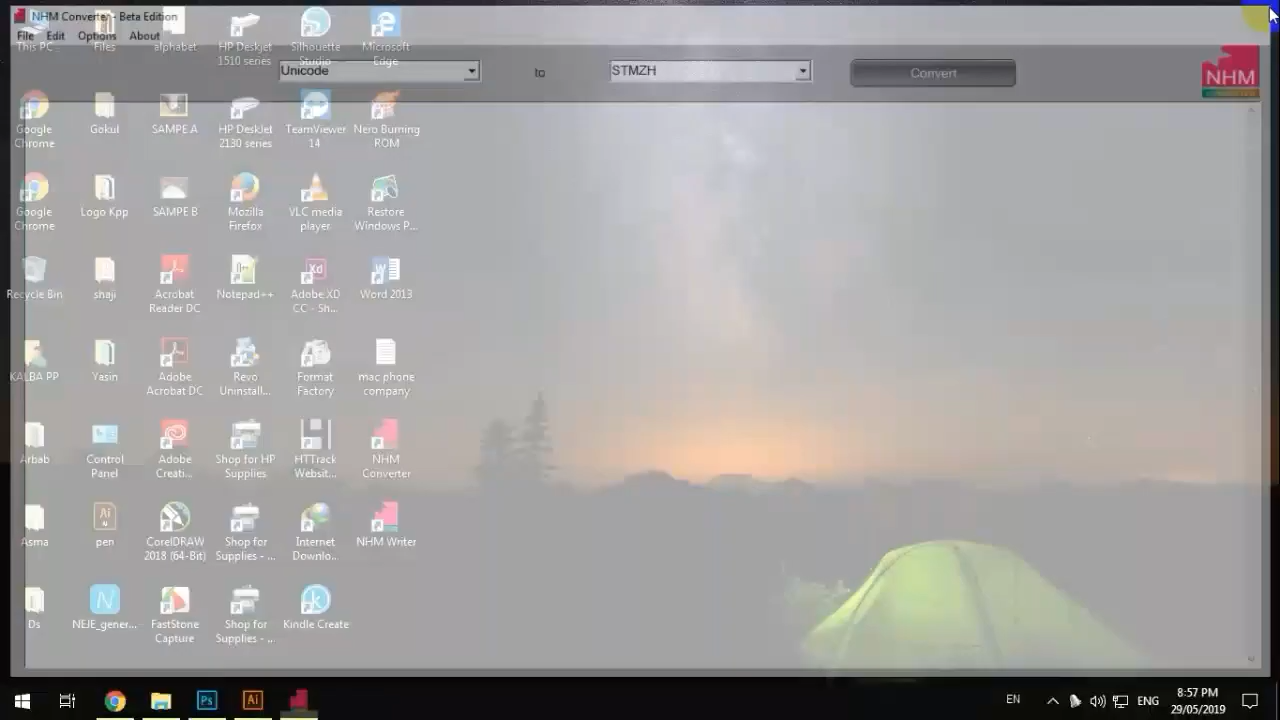 NHM Converter - Beta Edition
File Edit Options About
Unicode
to
STMZH
Convert
NHM
This PC
Files
alphabet
HP Deskjet
1510 series
Silhouette
Studio
Microsoft
Edge
Google
Chrome
Gokul
SAMPE A
HP DeskJet
2130 series
TeamViewer
14
Nero Burning
ROM
Google
Chrome
Logo Kpp
SAMPE B
Mozilla
Firefox
VLC media
player
Restore
Windows P...
Recycle Bin
shaji
Acrobat
Reader DC
Notepad++
Adobe XD
CC - Sh...
Word 2013
KALBA PP
Yasin
Adobe
Acrobat DC
Revo
Uninstall...
Format
Factory
mac phone
company
Arbab
Control
Panel
Adobe
Creati...
Shop for HP
Supplies
HTTrack
Websit...
NHM
Converter
Asma
pen
CorelDRAW
2018 (64-Bit)
Shop for
Supplies - ...
Internet
Downlo...
NHM Writer
Ds
NEJE_gener...
FastStone
Capture
Shop for
Supplies - ...
Kindle Create
EN
ENG
8:57 PM
29/05/2019